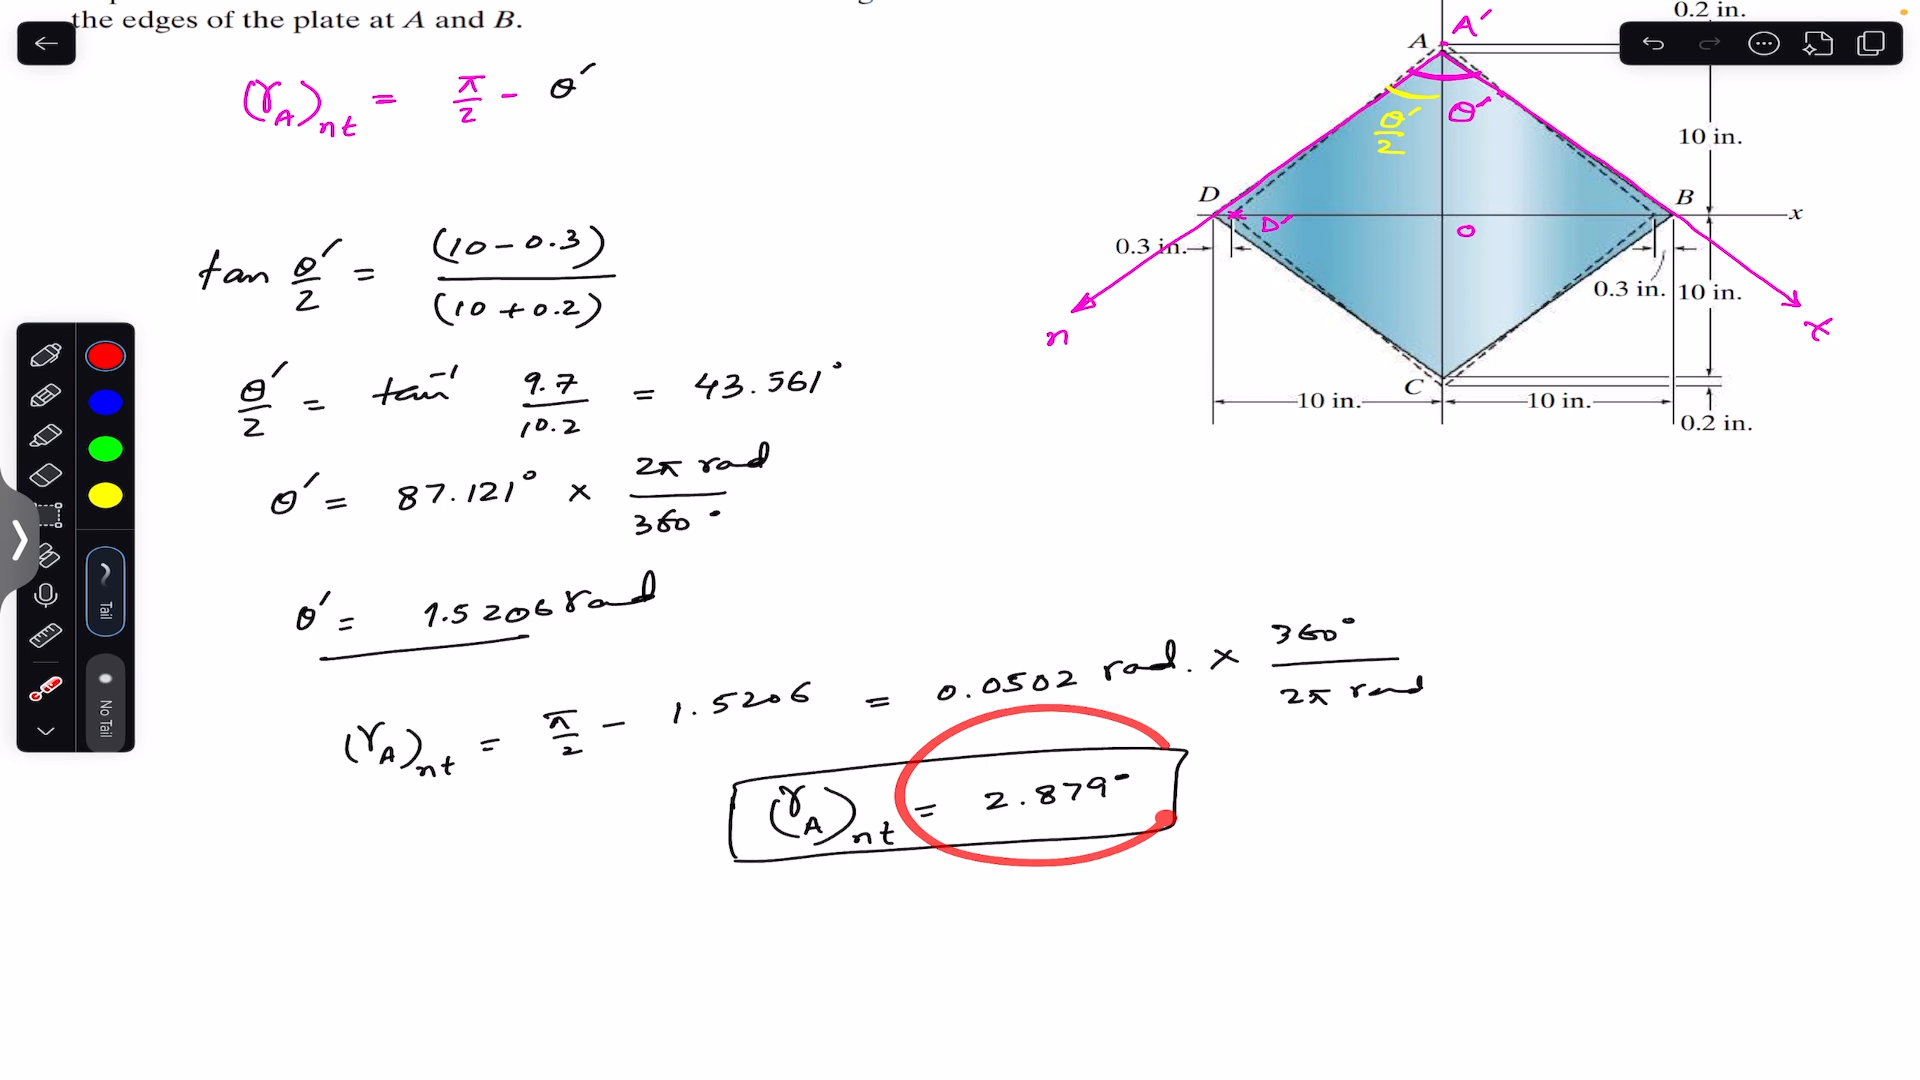 the edges of the plate at A and B.
(γA)nt = π/2 - θ′
tan θ′/2 = (10-0.3)/(10+0.2)
θ′/2 = tan⁻¹ 9.7/10.2 = 43.561°
θ′ = 87.121° × 2π rad/360°
θ′ = 1.5206 rad
(γA)nt = π/2 - 1.5206 = 0.0502 rad. × 360°/2π rad
(γA)nt = 2.879°
0.2 in.
A A′
θ′/2 θ′
10 in.
D B x
D′ O
0.3 in.
0.3 in. 10 in.
n t
C
10 in. 10 in.
0.2 in.
Tail
No Tail